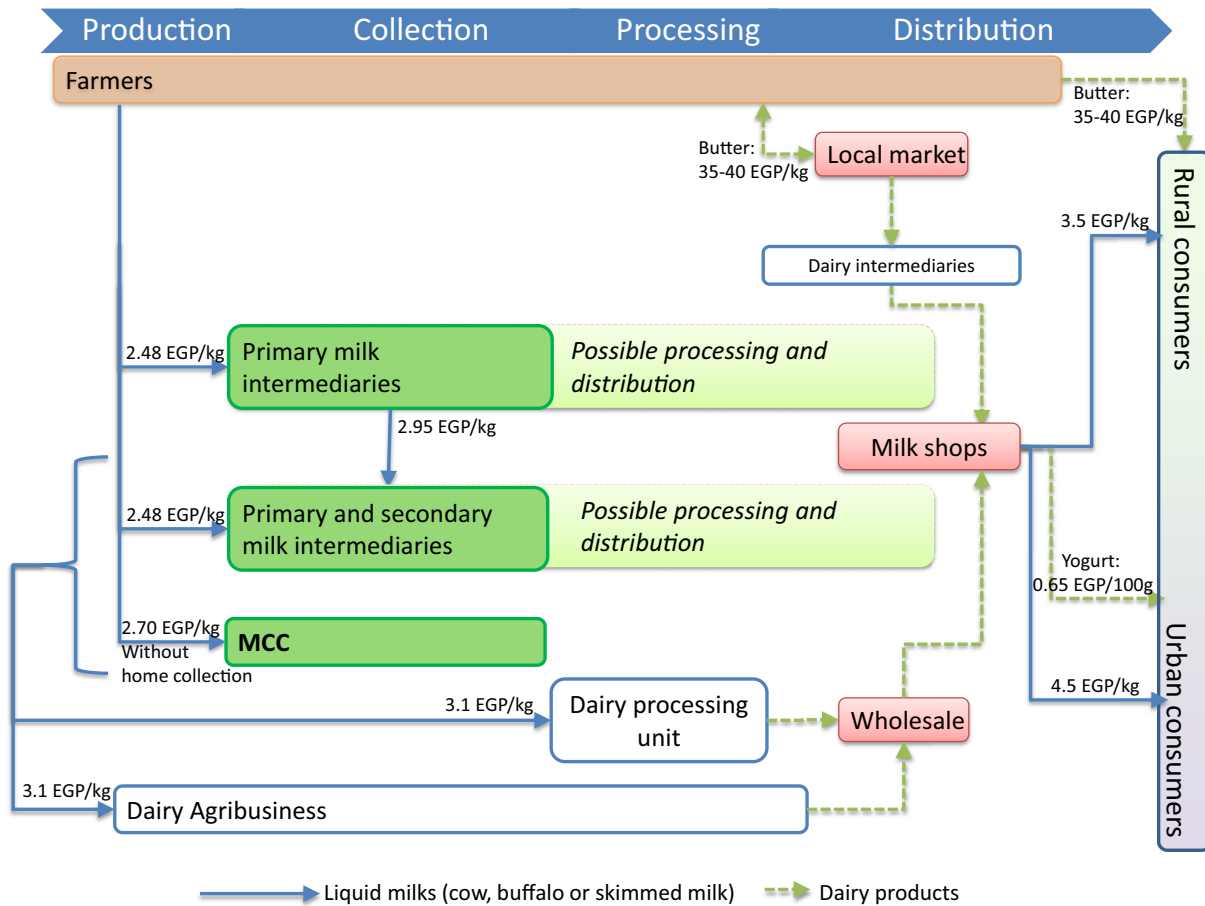 Production Collection Processing Distribution
Farmers
Butter:
35-40 EGP/kg
Butter:
35-40 EGP/kg
Local market
Rural consumers
3.5 EGP/kg
Dairy intermediaries
2.48 EGP/kg
Primary milk
intermediaries
Possible processing and
distribution
2.95 EGP/kg
Milk shops
2.48 EGP/kg
Primary and secondary
milk intermediaries
Possible processing and
distribution
Yogurt:
0.65 EGP/100g
2.70 EGP/kg
Without
home collection
MCC
Urban consumers
4.5 EGP/kg
3.1 EGP/kg
Dairy processing
unit
Wholesale
3.1 EGP/kg
Dairy Agribusiness
Liquid milks (cow, buffalo or skimmed milk)
Dairy products